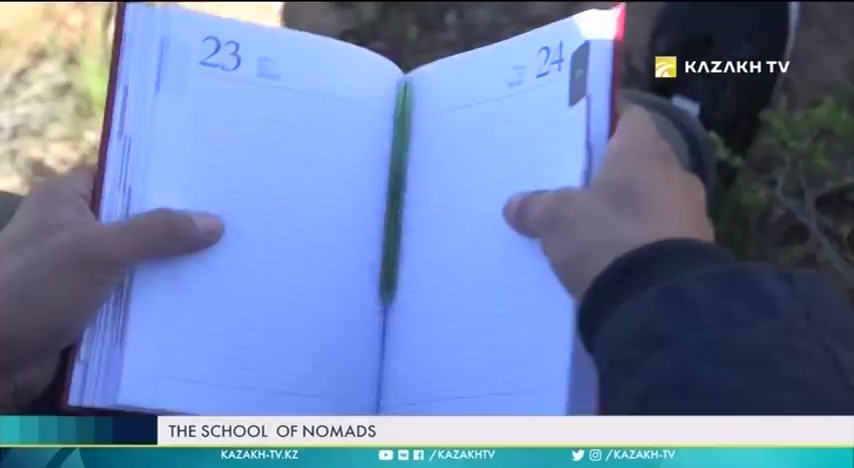 23
24
KAZAKH TV
THE SCHOOL OF NOMADS
KAZAKH-TV.KZ /KAZAKHTV /KAZAKH-TV